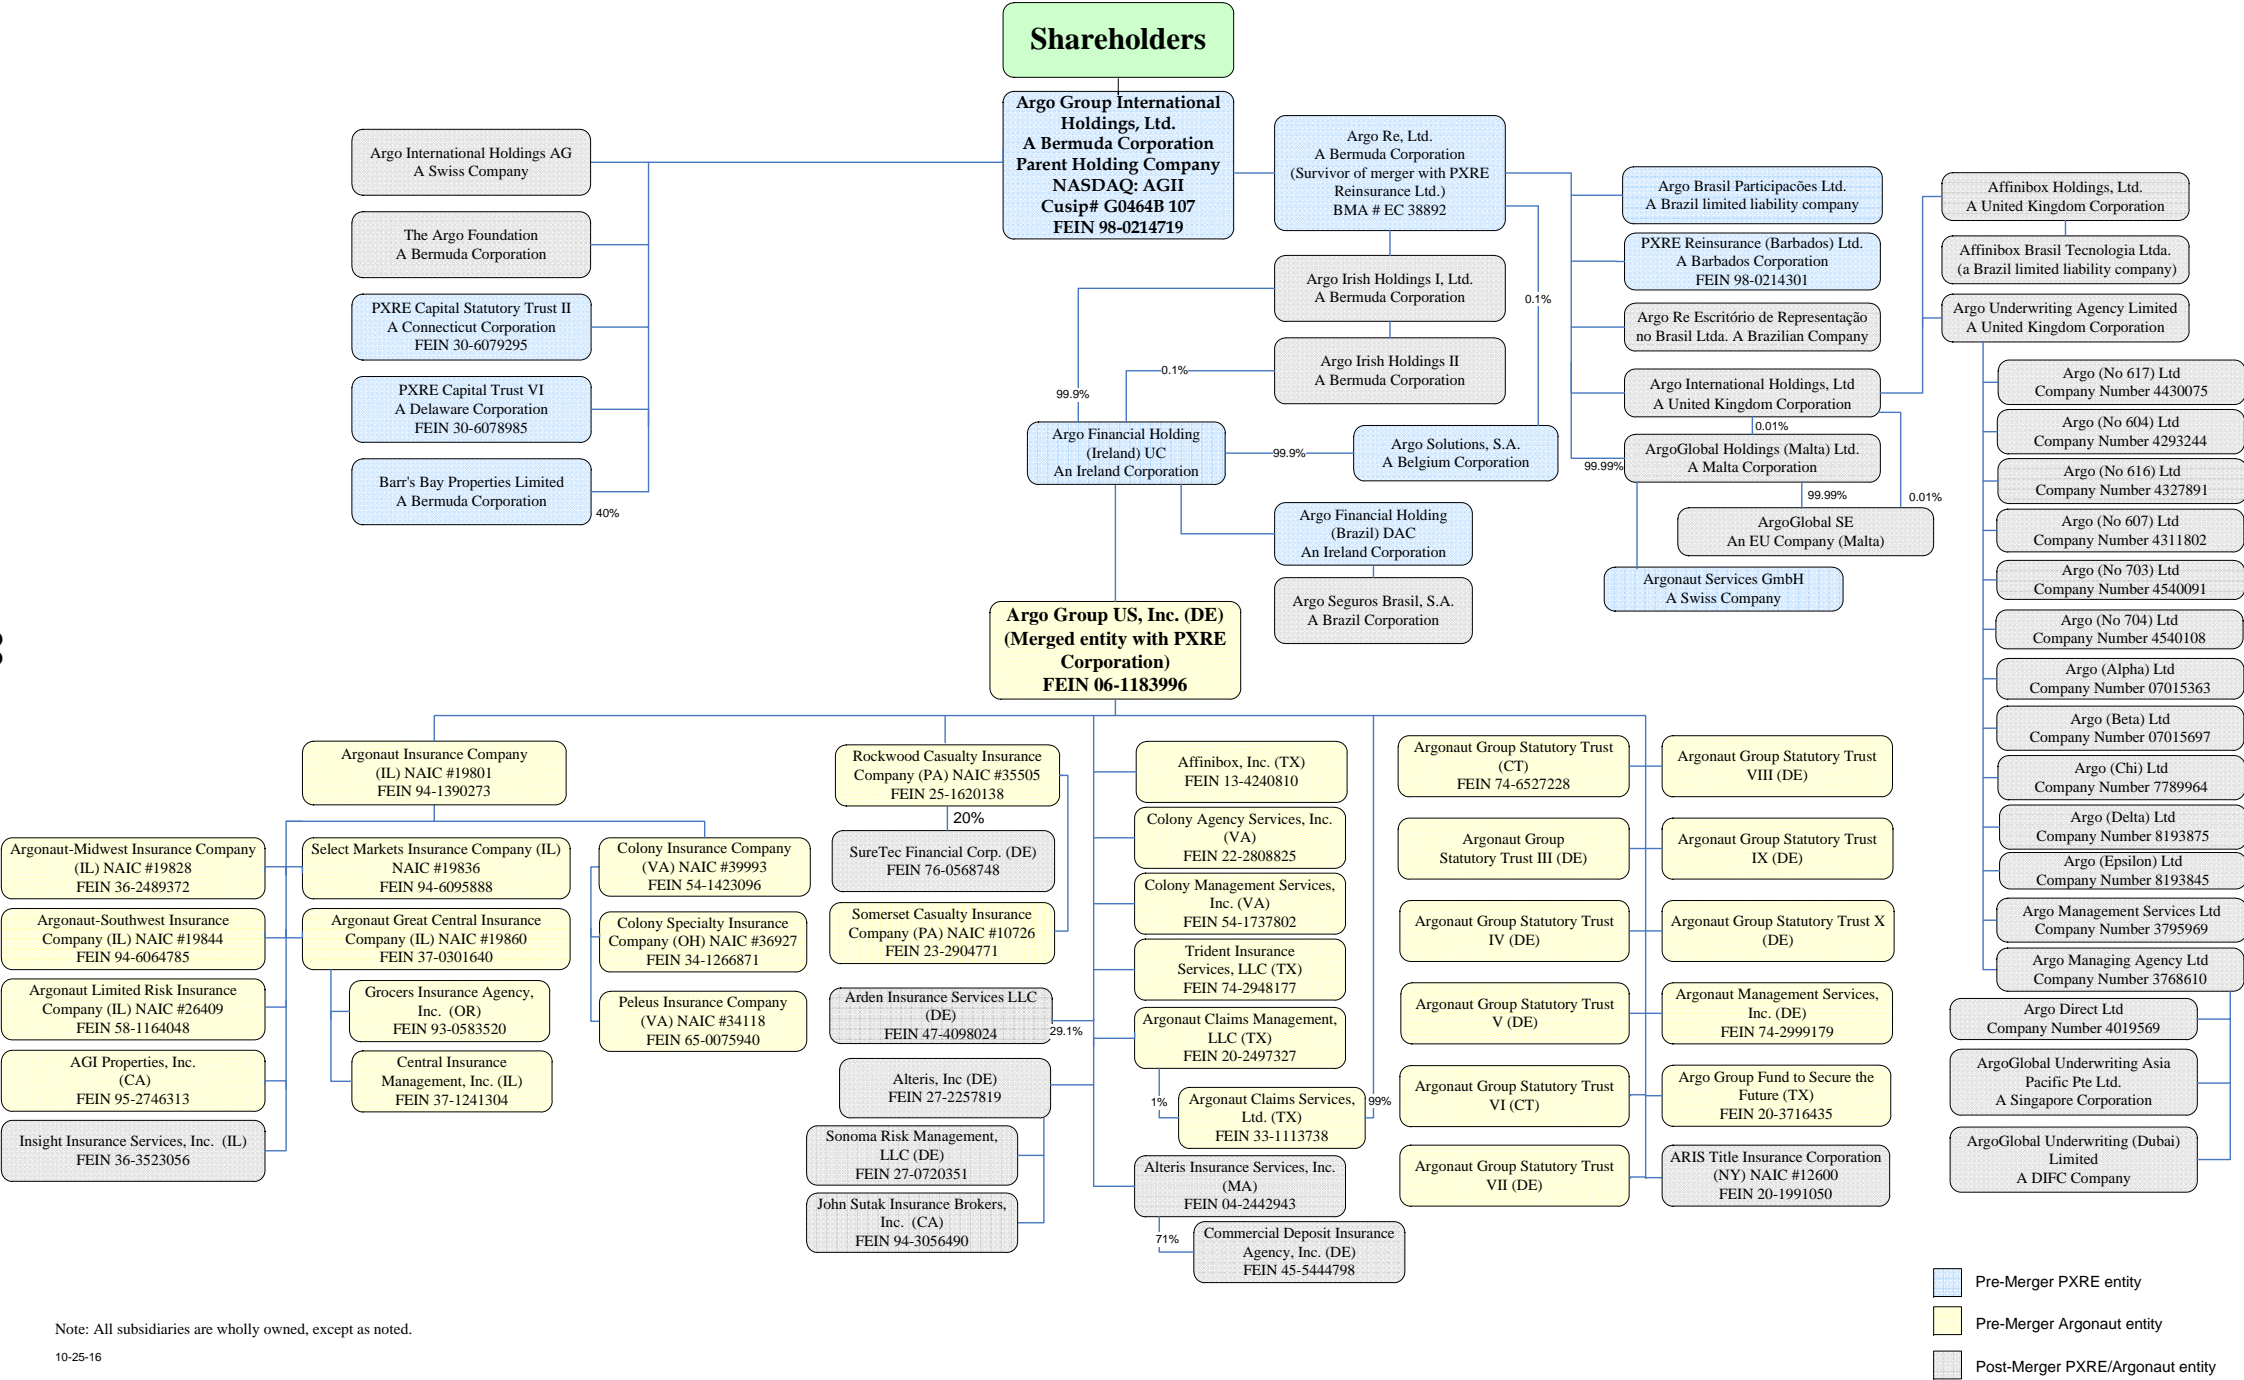 Shareholders
Argo Group International
Holdings, Ltd.
A Bermuda Corporation
Parent Holding Company
NASDAQ: AGII
Cusip# G0464B 107
FEIN 98-0214719
Argo International Holdings AG
A Swiss Company
The Argo Foundation
A Bermuda Corporation
PXRE Capital Statutory Trust II
A Connecticut Corporation
FEIN 30-6079295
PXRE Capital Trust VI
A Delaware Corporation
FEIN 30-6078985
Barr's Bay Properties Limited
A Bermuda Corporation
40%
Argo Re, Ltd.
A Bermuda Corporation
(Survivor of merger with PXRE
Reinsurance Ltd.)
BMA # EC 38892
Argo Irish Holdings I, Ltd.
A Bermuda Corporation
0.1%
Argo Irish Holdings II
A Bermuda Corporation
0.1%
99.9%
Argo Financial Holding
(Ireland) UC
An Ireland Corporation
99.9%
Argo Solutions, S.A.
A Belgium Corporation
Argo Financial Holding
(Brazil) DAC
An Ireland Corporation
Argo Seguros Brasil, S.A.
A Brazil Corporation
Argo Brasil Participacões Ltd.
A Brazil limited liability company
PXRE Reinsurance (Barbados) Ltd.
A Barbados Corporation
FEIN 98-0214301
Argo Re Escritório de Representação
no Brasil Ltda. A Brazilian Company
Argo International Holdings, Ltd
A United Kingdom Corporation
0.01%
ArgoGlobal Holdings (Malta) Ltd.
A Malta Corporation
99.99%
99.99%
0.01%
ArgoGlobal SE
An EU Company (Malta)
Argonaut Services GmbH
A Swiss Company
Affinibox Holdings, Ltd.
A United Kingdom Corporation
Affinibox Brasil Tecnologia Ltda.
(a Brazil limited liability company)
Argo Underwriting Agency Limited
A United Kingdom Corporation
Argo (No 617) Ltd
Company Number 4430075
Argo (No 604) Ltd
Company Number 4293244
Argo (No 616) Ltd
Company Number 4327891
Argo (No 607) Ltd
Company Number 4311802
Argo (No 703) Ltd
Company Number 4540091
Argo (No 704) Ltd
Company Number 4540108
Argo (Alpha) Ltd
Company Number 07015363
Argo (Beta) Ltd
Company Number 07015697
Argo (Chi) Ltd
Company Number 7789964
Argo (Delta) Ltd
Company Number 8193875
Argo (Epsilon) Ltd
Company Number 8193845
Argo Management Services Ltd
Company Number 3795969
Argo Managing Agency Ltd
Company Number 3768610
Argo Direct Ltd
Company Number 4019569
ArgoGlobal Underwriting Asia
Pacific Pte Ltd.
A Singapore Corporation
ArgoGlobal Underwriting (Dubai)
Limited
A DIFC Company
Argo Group US, Inc. (DE)
(Merged entity with PXRE
Corporation)
FEIN 06-1183996
Argonaut Insurance Company
(IL) NAIC #19801
FEIN 94-1390273
Argonaut-Midwest Insurance Company
(IL) NAIC #19828
FEIN 36-2489372
Argonaut-Southwest Insurance
Company (IL) NAIC #19844
FEIN 94-6064785
Argonaut Limited Risk Insurance
Company (IL) NAIC #26409
FEIN 58-1164048
AGI Properties, Inc.
(CA)
FEIN 95-2746313
Insight Insurance Services, Inc. (IL)
FEIN 36-3523056
Select Markets Insurance Company (IL)
NAIC #19836
FEIN 94-6095888
Argonaut Great Central Insurance
Company (IL) NAIC #19860
FEIN 37-0301640
Grocers Insurance Agency,
Inc. (OR)
FEIN 93-0583520
Central Insurance
Management, Inc. (IL)
FEIN 37-1241304
Colony Insurance Company
(VA) NAIC #39993
FEIN 54-1423096
Colony Specialty Insurance
Company (OH) NAIC #36927
FEIN 34-1266871
Peleus Insurance Company
(VA) NAIC #34118
FEIN 65-0075940
Rockwood Casualty Insurance
Company (PA) NAIC #35505
FEIN 25-1620138
20%
SureTec Financial Corp. (DE)
FEIN 76-0568748
Somerset Casualty Insurance
Company (PA) NAIC #10726
FEIN 23-2904771
Arden Insurance Services LLC
(DE)
FEIN 47-4098024
29.1%
Alteris, Inc (DE)
FEIN 27-2257819
Sonoma Risk Management,
LLC (DE)
FEIN 27-0720351
John Sutak Insurance Brokers,
Inc. (CA)
FEIN 94-3056490
Affinibox, Inc. (TX)
FEIN 13-4240810
Colony Agency Services, Inc.
(VA)
FEIN 22-2808825
Colony Management Services,
Inc. (VA)
FEIN 54-1737802
Trident Insurance
Services, LLC (TX)
FEIN 74-2948177
Argonaut Claims Management,
LLC (TX)
FEIN 20-2497327
1%
Argonaut Claims Services,
Ltd. (TX)
FEIN 33-1113738
99%
Alteris Insurance Services, Inc.
(MA)
FEIN 04-2442943
71%
Commercial Deposit Insurance
Agency, Inc. (DE)
FEIN 45-5444798
Argonaut Group Statutory Trust
(CT)
FEIN 74-6527228
Argonaut Group
Statutory Trust III (DE)
Argonaut Group Statutory Trust
IV (DE)
Argonaut Group Statutory Trust
V (DE)
Argonaut Group Statutory Trust
VI (CT)
Argonaut Group Statutory Trust
VII (DE)
Argonaut Group Statutory Trust
VIII (DE)
Argonaut Group Statutory Trust
IX (DE)
Argonaut Group Statutory Trust X
(DE)
Argonaut Management Services,
Inc. (DE)
FEIN 74-2999179
Argo Group Fund to Secure the
Future (TX)
FEIN 20-3716435
ARIS Title Insurance Corporation
(NY) NAIC #12600
FEIN 20-1991050
Pre-Merger PXRE entity
Pre-Merger Argonaut entity
Post-Merger PXRE/Argonaut entity
Note: All subsidiaries are wholly owned, except as noted.
10-25-16